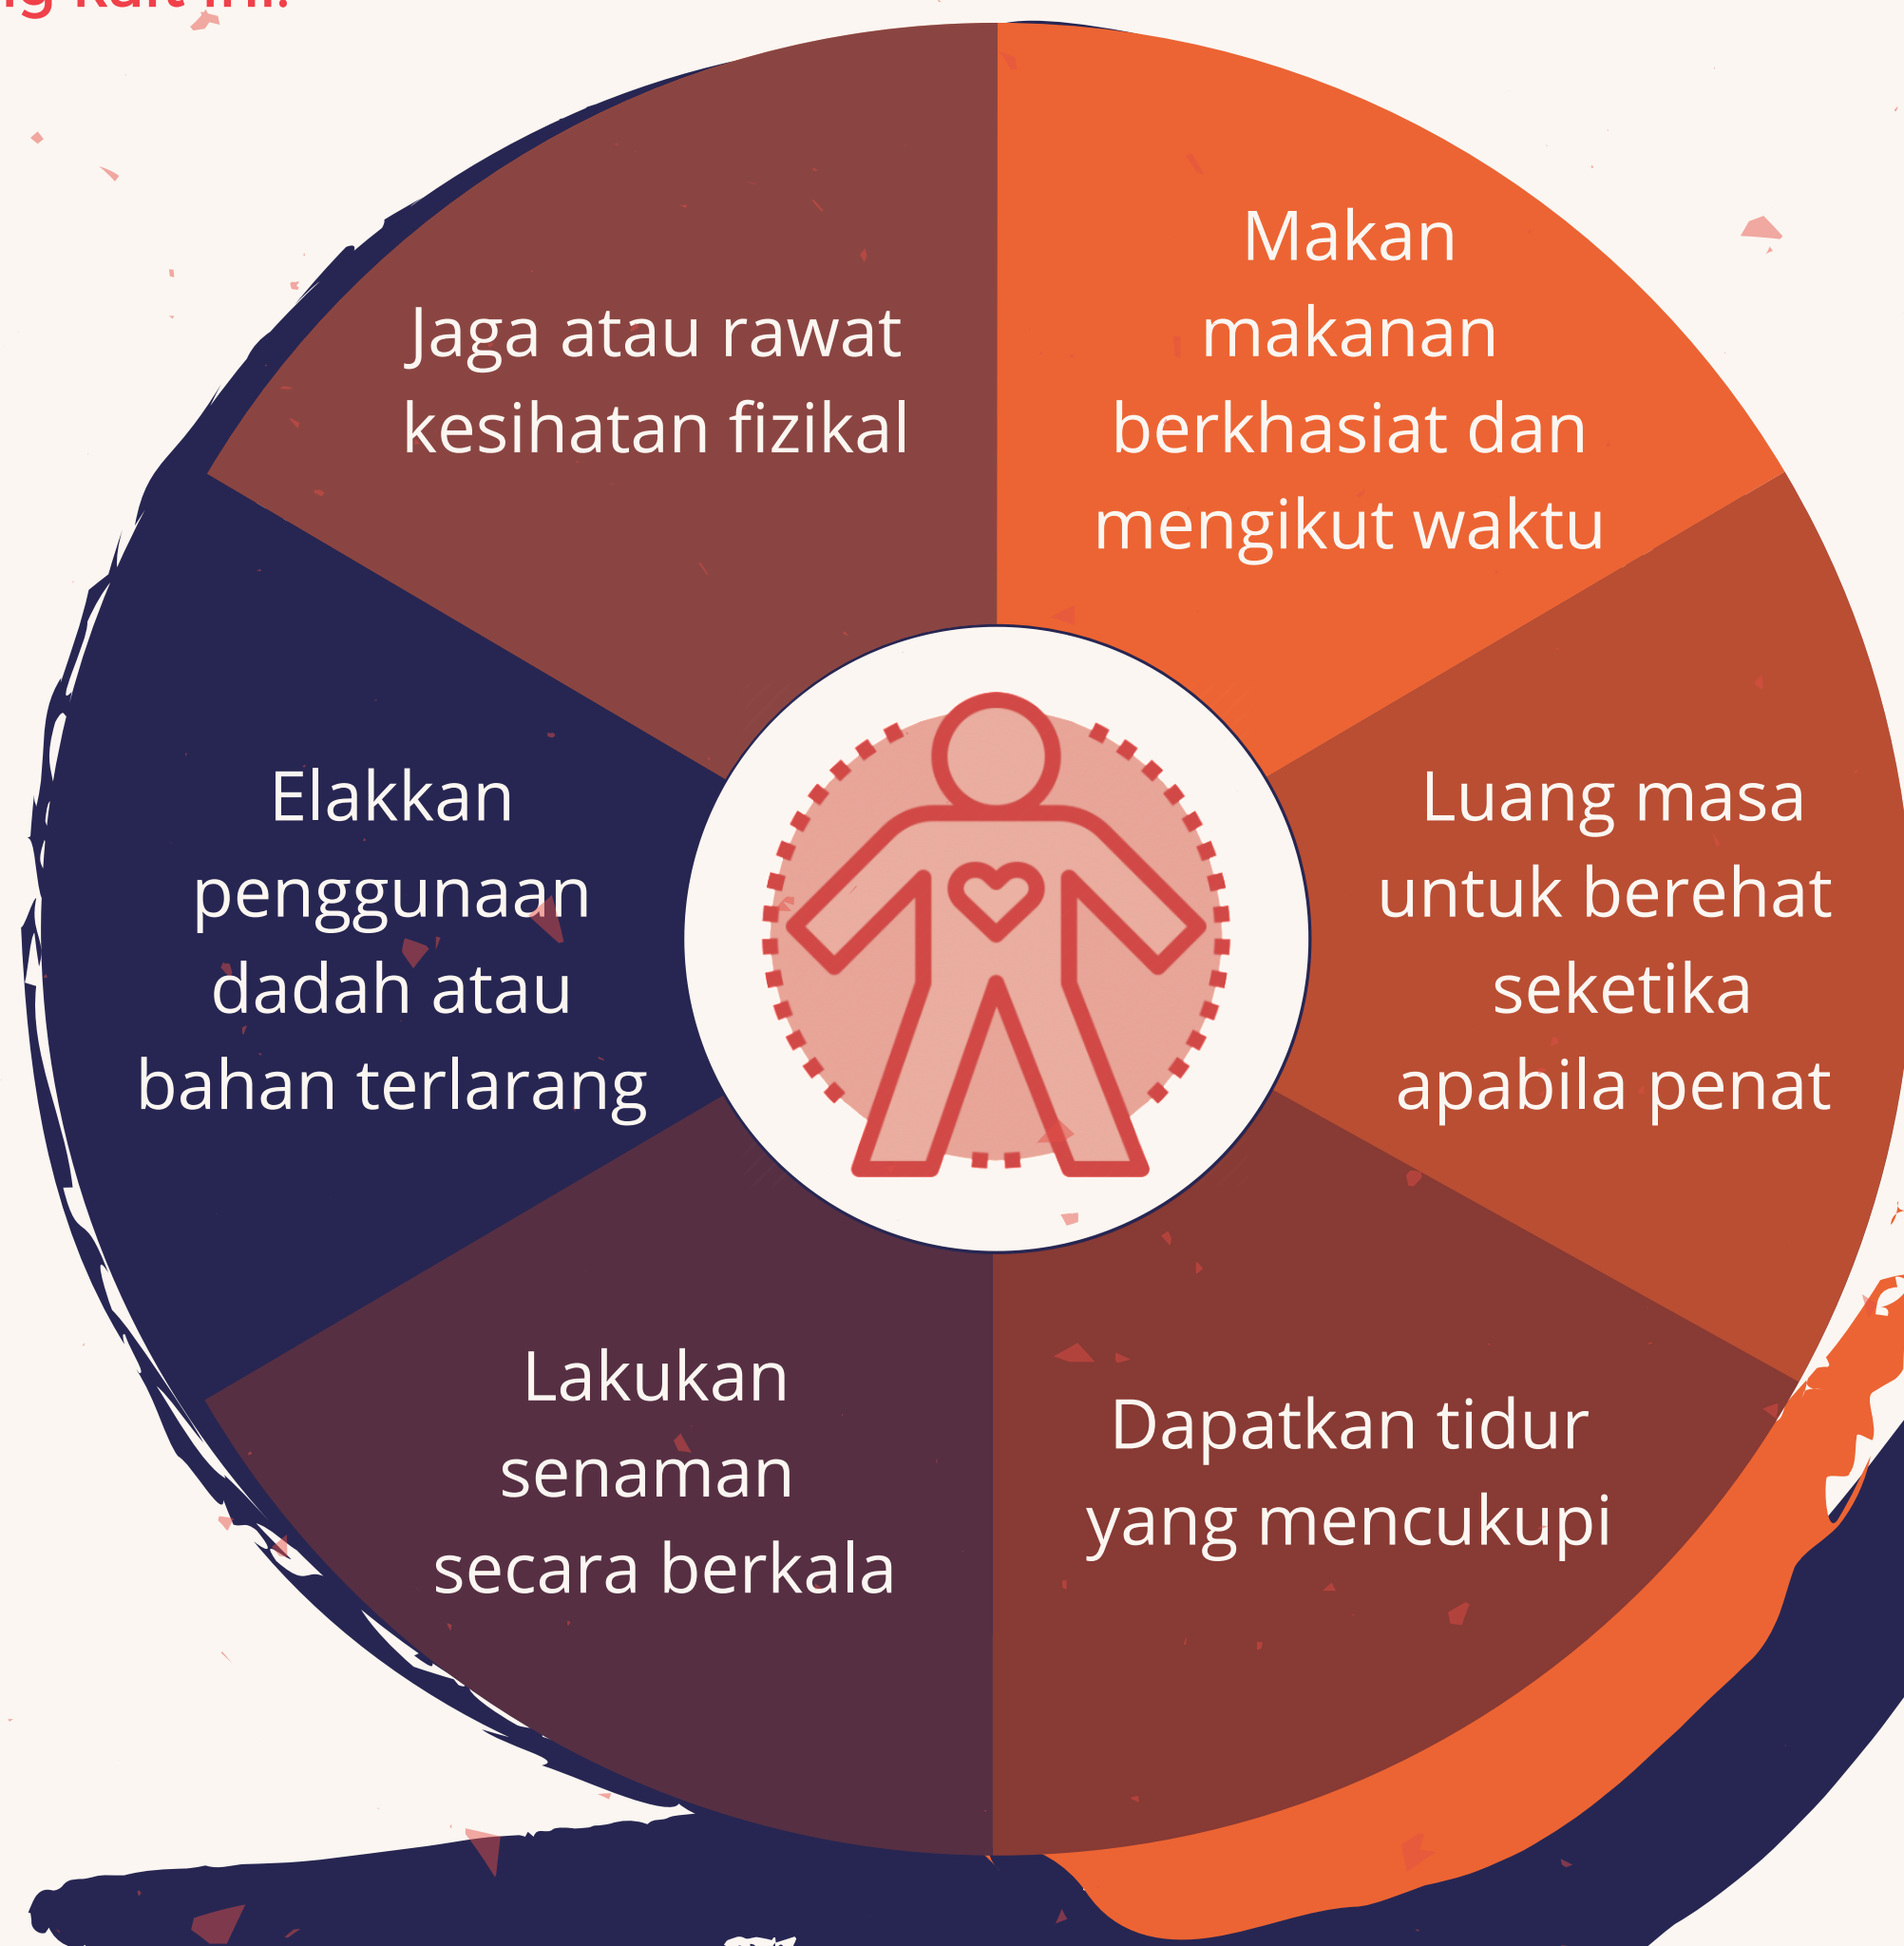 Makan
makanan
berkhasiat dan
mengikut waktu
Luang masa
untuk berehat
seketika
apabila penat
Dapatkan tidur
yang mencukupi
Lakukan
senaman
secara berkala
Elakkan
penggunaan
dadah atau
bahan terlarang
Jaga atau rawat
kesihatan fizikal